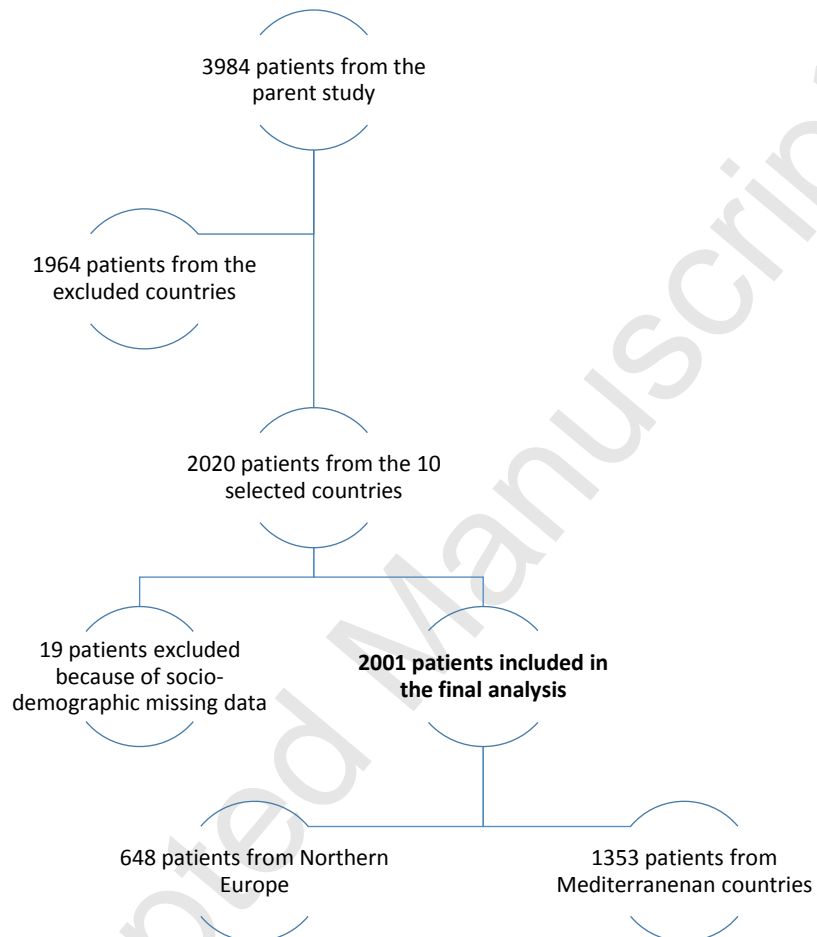 3984 patients from the
parent study
1964 patients from the
excluded countries
2020 patients from the 10
selected countries
19 patients excluded
because of socio-
demographic missing data
2001 patients included in
the final analysis
648 patients from Northern
Europe
1353 patients from
Mediterranenan countries
pted Manuscrip